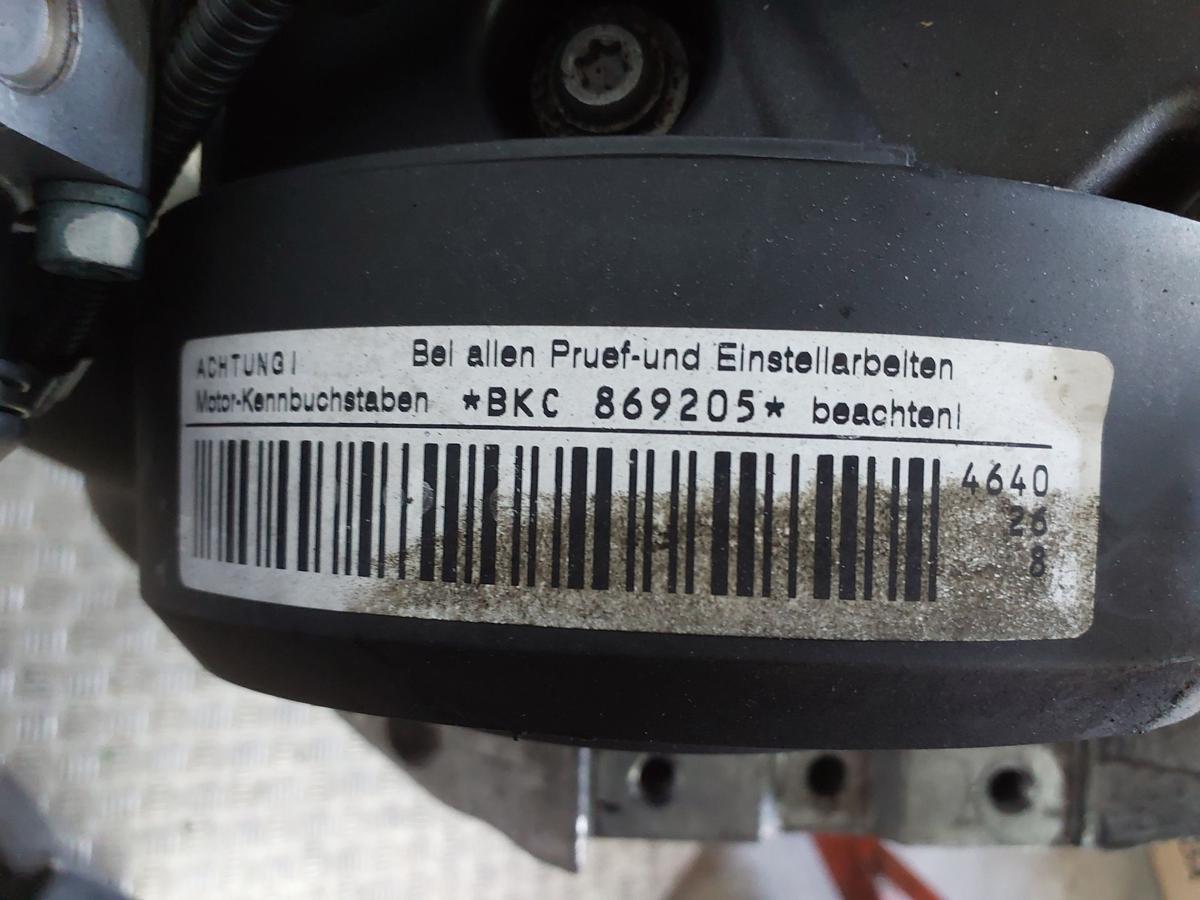 ACHTUNG! Bei allen Pruef-und Einstellarbeiten
Motor-Kennbuchstaben *BKC 869205* beachten!
4640
26
8